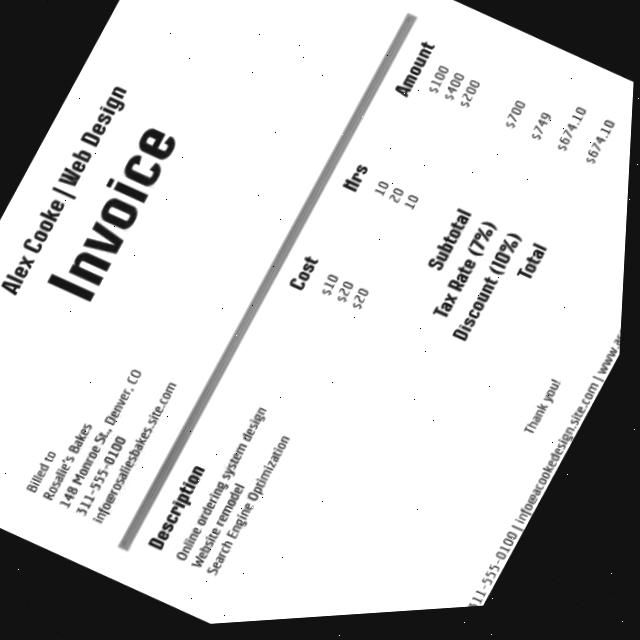 Alex Cooke | Web Design
Invoice
Billed to
Rosalie's Bakes
148 Monroe St., Denver, CO
311-555-0100
info@rosaliesbakes.site.com
Description Cost Hrs Amount
Online ordering system design $10 10 $100
Website remodel $20 20 $400
Search Engine Optimization $20 10 $200
Subtotal $700
Tax Rate (7%) $749
Discount (10%) $674.10
Total $674.10
Thank you!
11-555-0100 | info@acookedesign.site.com | www.